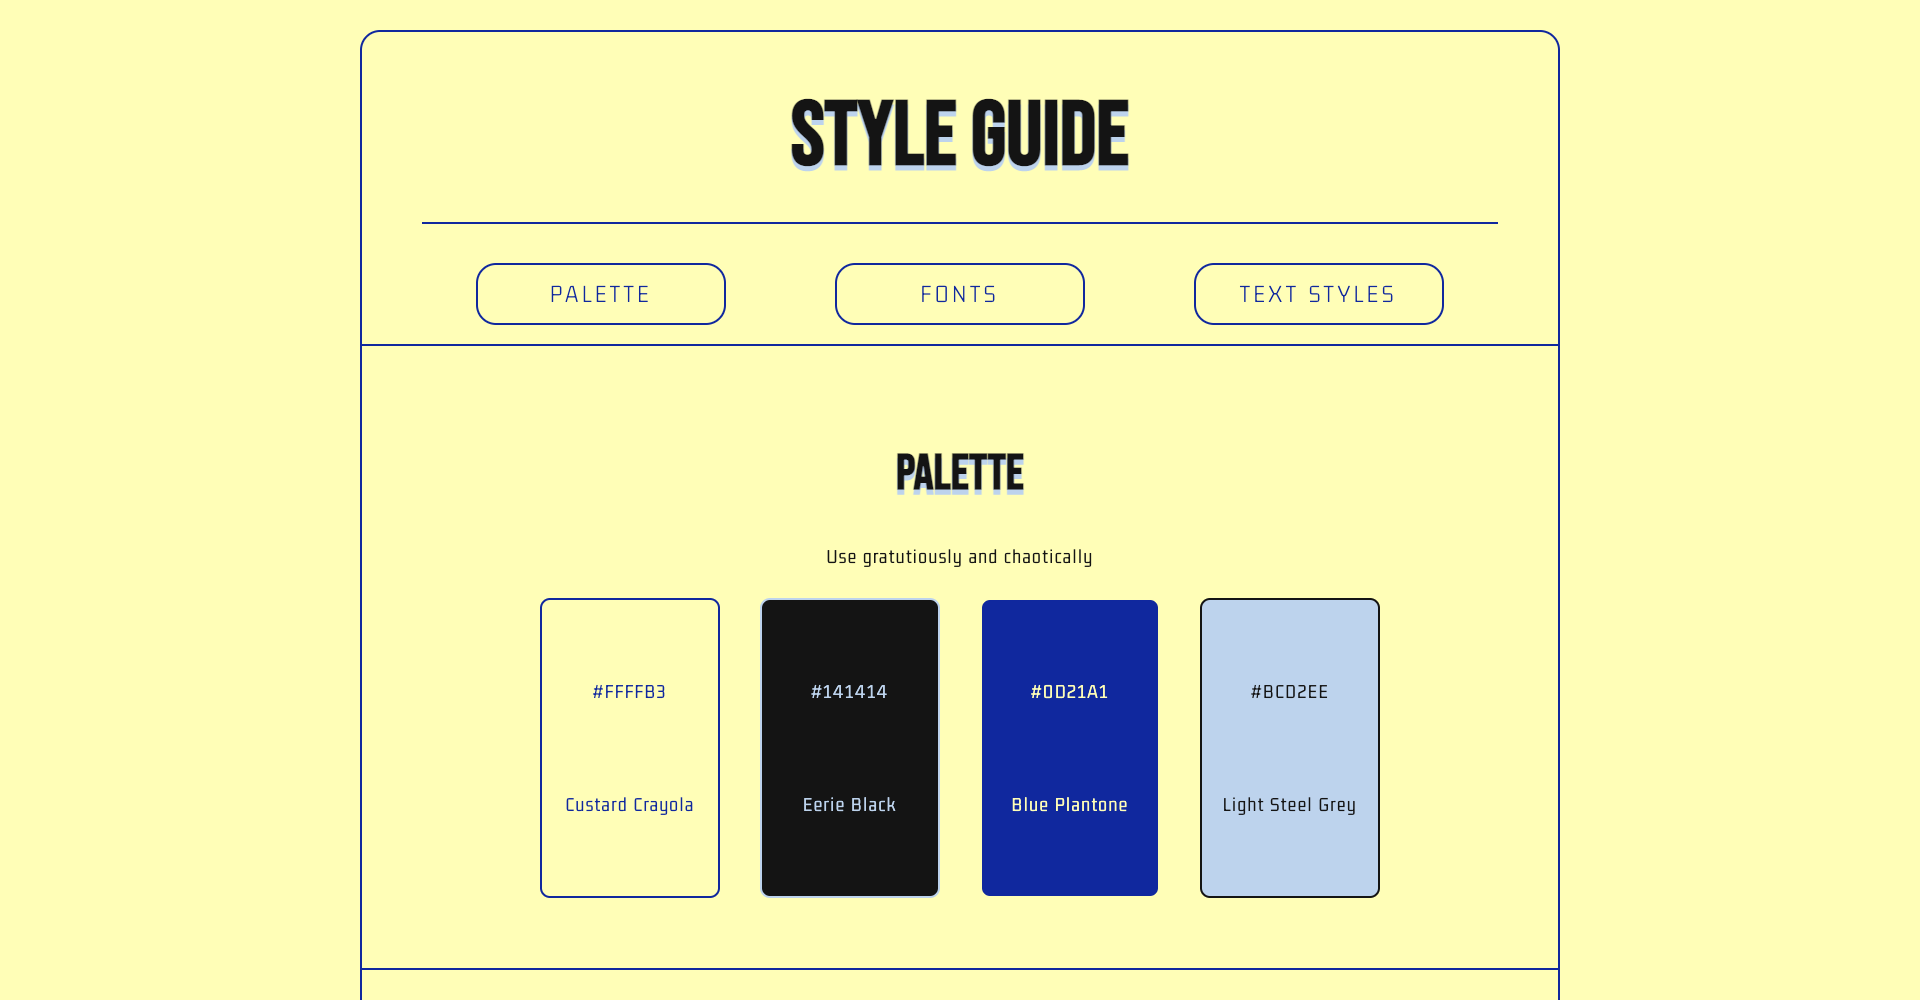 STYLE GUIDE
PALETTE
FONTS
TEXT STYLES
PALETTE
Use gratutiously and chaotically
#FFFFB3
Custard Crayola
#141414
Eerie Black
#0D21A1
Blue Plantone
#BCD2EE
Light Steel Grey